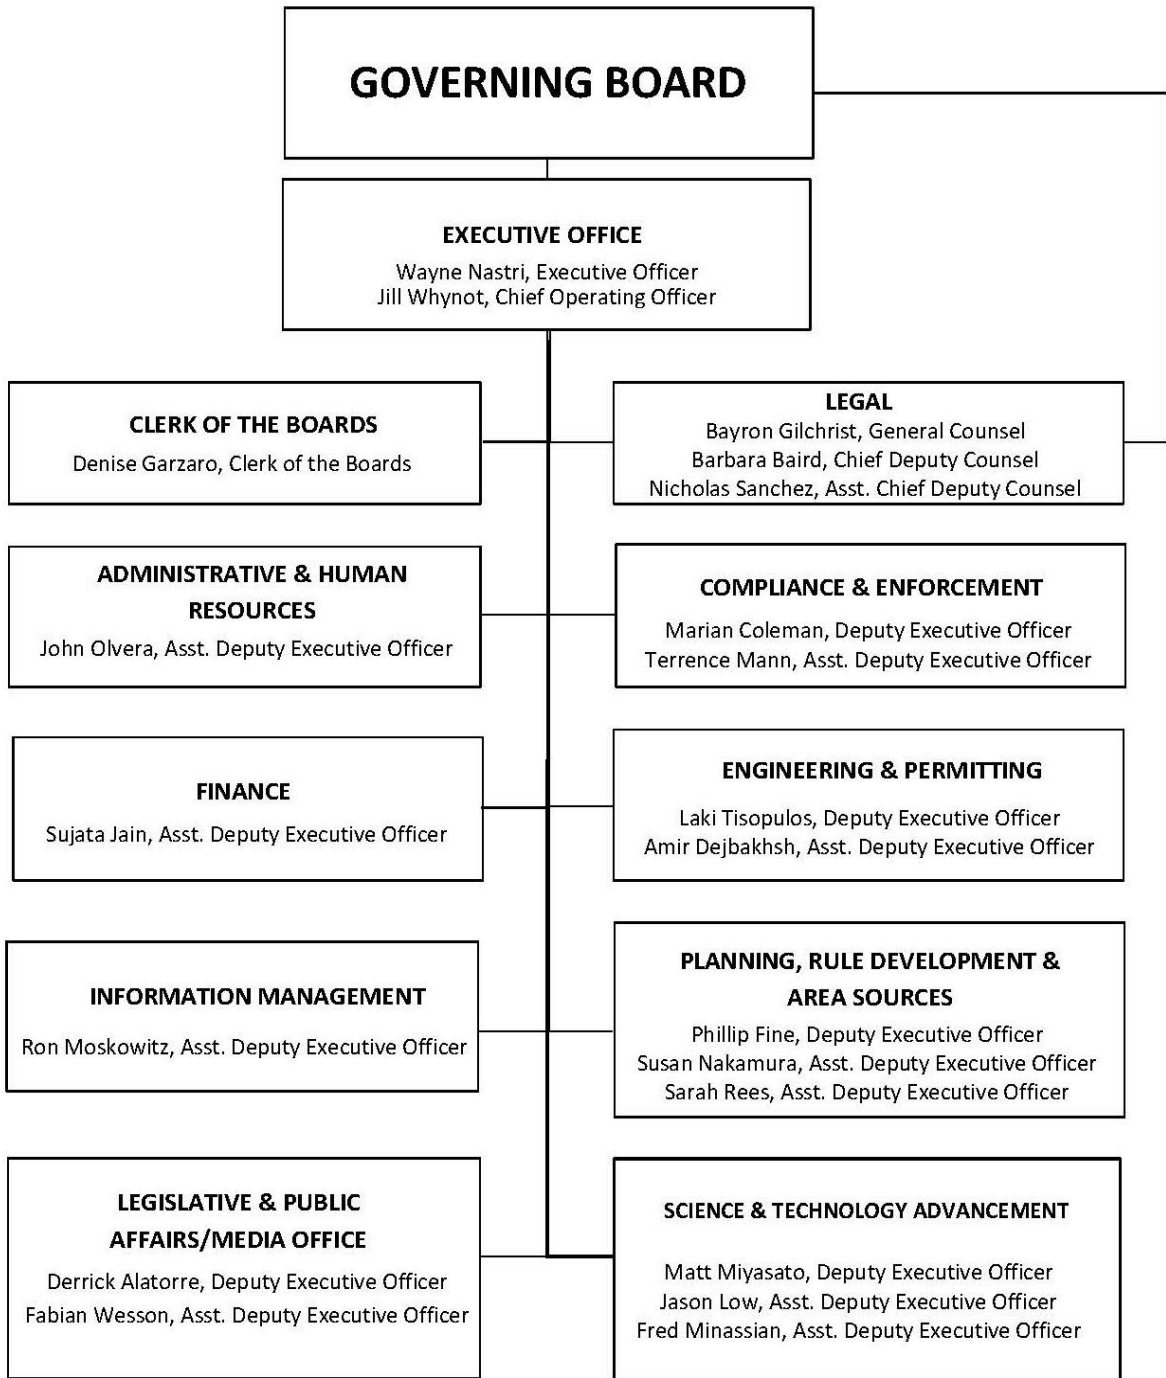 GOVERNING BOARD
EXECUTIVE OFFICE
Wayne Nastri, Executive Officer
Jill Whynot, Chief Operating Officer
CLERK OF THE BOARDS
Denise Garzaro, Clerk of the Boards
LEGAL
Bayron Gilchrist, General Counsel
Barbara Baird, Chief Deputy Counsel
Nicholas Sanchez, Asst. Chief Deputy Counsel
ADMINISTRATIVE & HUMAN
RESOURCES
John Olvera, Asst. Deputy Executive Officer
COMPLIANCE & ENFORCEMENT
Marian Coleman, Deputy Executive Officer
Terrence Mann, Asst. Deputy Executive Officer
FINANCE
Sujata Jain, Asst. Deputy Executive Officer
ENGINEERING & PERMITTING
Laki Tisopulos, Deputy Executive Officer
Amir Dejbakhsh, Asst. Deputy Executive Officer
INFORMATION MANAGEMENT
Ron Moskowitz, Asst. Deputy Executive Officer
PLANNING, RULE DEVELOPMENT &
AREA SOURCES
Phillip Fine, Deputy Executive Officer
Susan Nakamura, Asst. Deputy Executive Officer
Sarah Rees, Asst. Deputy Executive Officer
LEGISLATIVE & PUBLIC
AFFAIRS/MEDIA OFFICE
Derrick Alatorre, Deputy Executive Officer
Fabian Wesson, Asst. Deputy Executive Officer
SCIENCE & TECHNOLOGY ADVANCEMENT
Matt Miyasato, Deputy Executive Officer
Jason Low, Asst. Deputy Executive Officer
Fred Minassian, Asst. Deputy Executive Officer